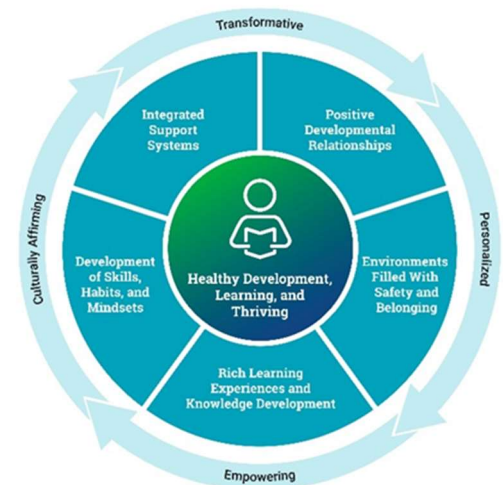 Transformative
Integrated
Support
Systems
Positive
Developmental
Relationships
Culturally Affirming
Personalized
Development
of Skills,
Habits, and
Mindsets
Healthy Development,
Learning, and
Thriving
Environments
Filled With
Safety and
Belonging
Rich Learning
Experiences and
Knowledge Development
Empowering